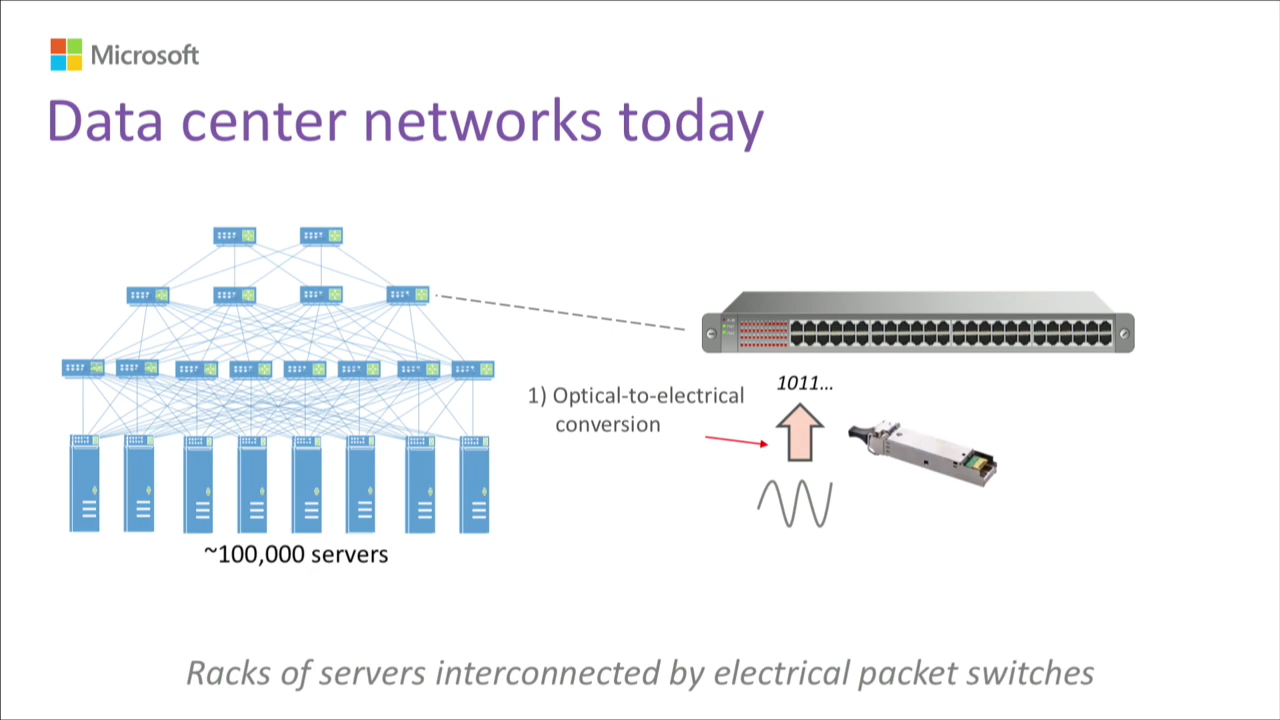 Microsoft
Data center networks today
1) Optical-to-electrical
conversion
1011...
~100,000 servers
Racks of servers interconnected by electrical packet switches